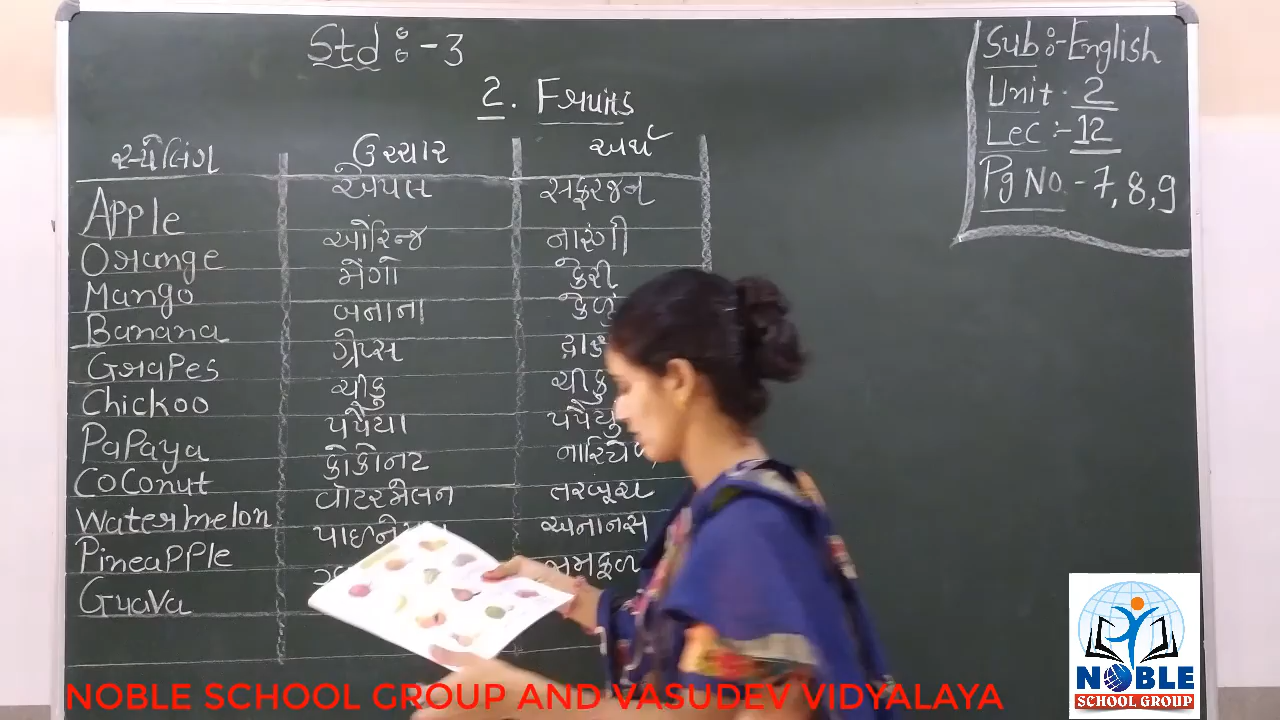 Std :- 3
2. Fruits
Sub :- English
Unit - 2
Lec :- 12
Pg No. - 7, 8, 9
સ્પેલિંગ ઉચ્ચાર અર્થ
Apple એપલ સફરજન
Orange ઓરિન્જ નારંગી
Mango મેંગો કેરી
Banana બનાના કેળું
Grapes ગ્રેપ્સ
Chickoo ચીકુ ચીકુ
Papaya પપૈયા પપૈયુ
Coconut કોકોનટ
Watermelon વૉટરમેલન તરબૂચ
Pineapple અનાનસ
Guava જામફળ
NOBLE
SCHOOL GROUP
NOBLE SCHOOL GROUP AND VASUDEV VIDYALAYA